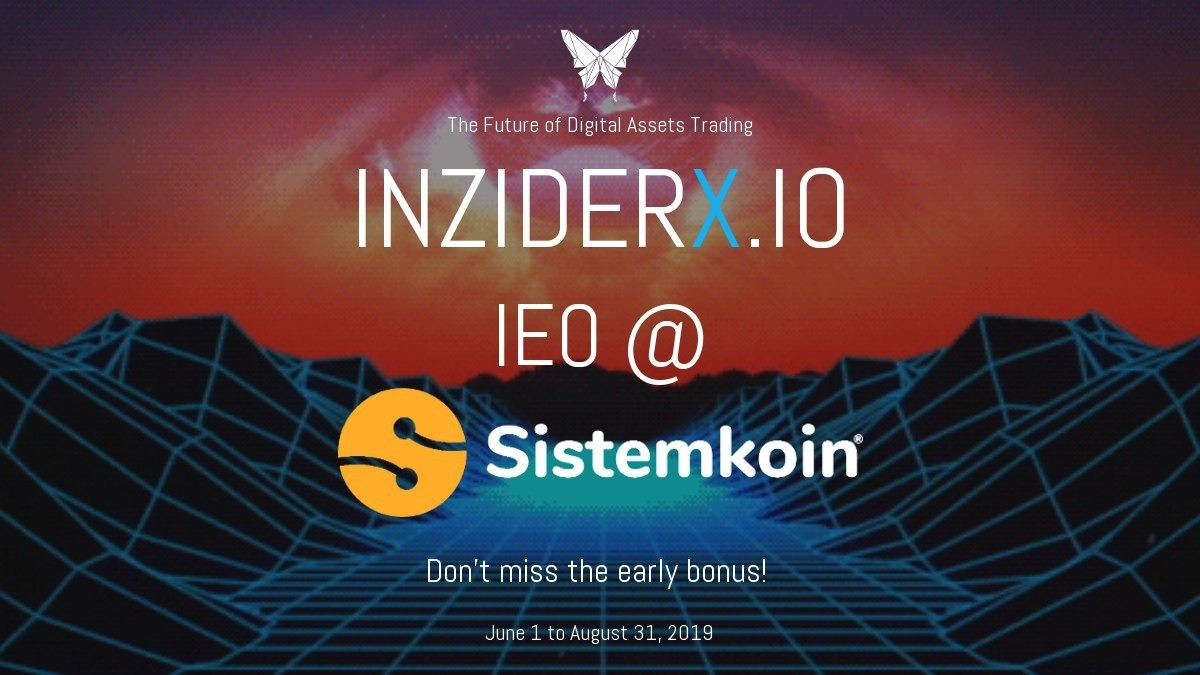 The Future of Digital Assets Trading
INZIDERX.IO
IEO @
Sistemkoin®
Don't miss the early bonus!
June 1 to August 31, 2019